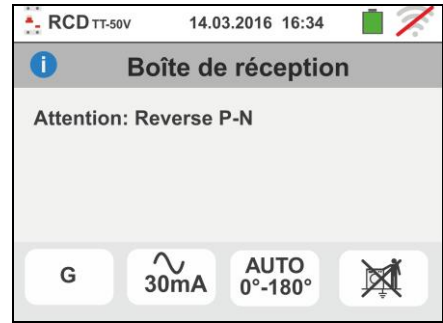 RCD TT-50V 14.03.2016 16:34
i Boîte de réception
Attention: Reverse P-N
G 30mA AUTO 0°-180°